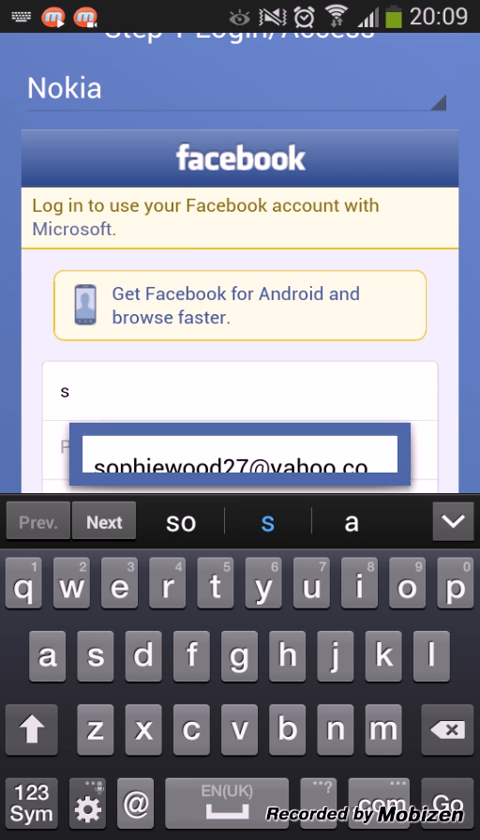 20:09
Step 1 Login/Access
Nokia
facebook
Log in to use your Facebook account with
Microsoft.
Get Facebook for Android and
browse faster.
s
P
sophiewood27@yahoo.co
Prev. Next so s a
1 2 3 4 5 6 7 8 9 0
q w e r t y u i o p
a s d f g h j k l
z x c v b n m
123
Sym
@
EN(UK)
..?
.com
Go
Recorded by Mobizen